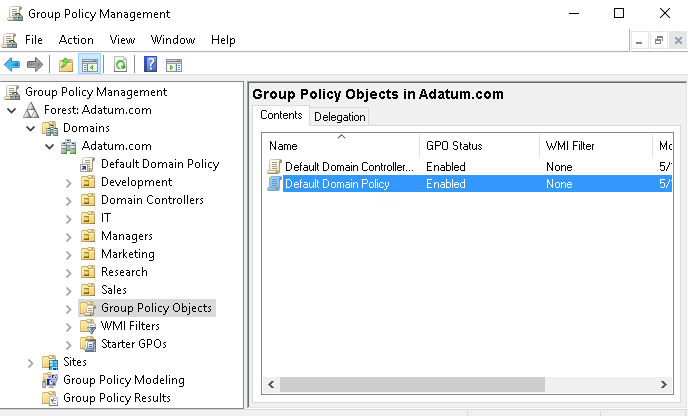 Group Policy Management
File Action View Window Help
Group Policy Management
Forest: Adatum.com
Domains
Adatum.com
Default Domain Policy
Development
Domain Controllers
IT
Managers
Marketing
Research
Sales
Group Policy Objects
WMI Filters
Starter GPOs
Sites
Group Policy Modeling
Group Policy Results
Group Policy Objects in Adatum.com
Contents Delegation
Name GPO Status WMI Filter
Default Domain Controller... Enabled None 5/
Default Domain Policy Enabled None 5/